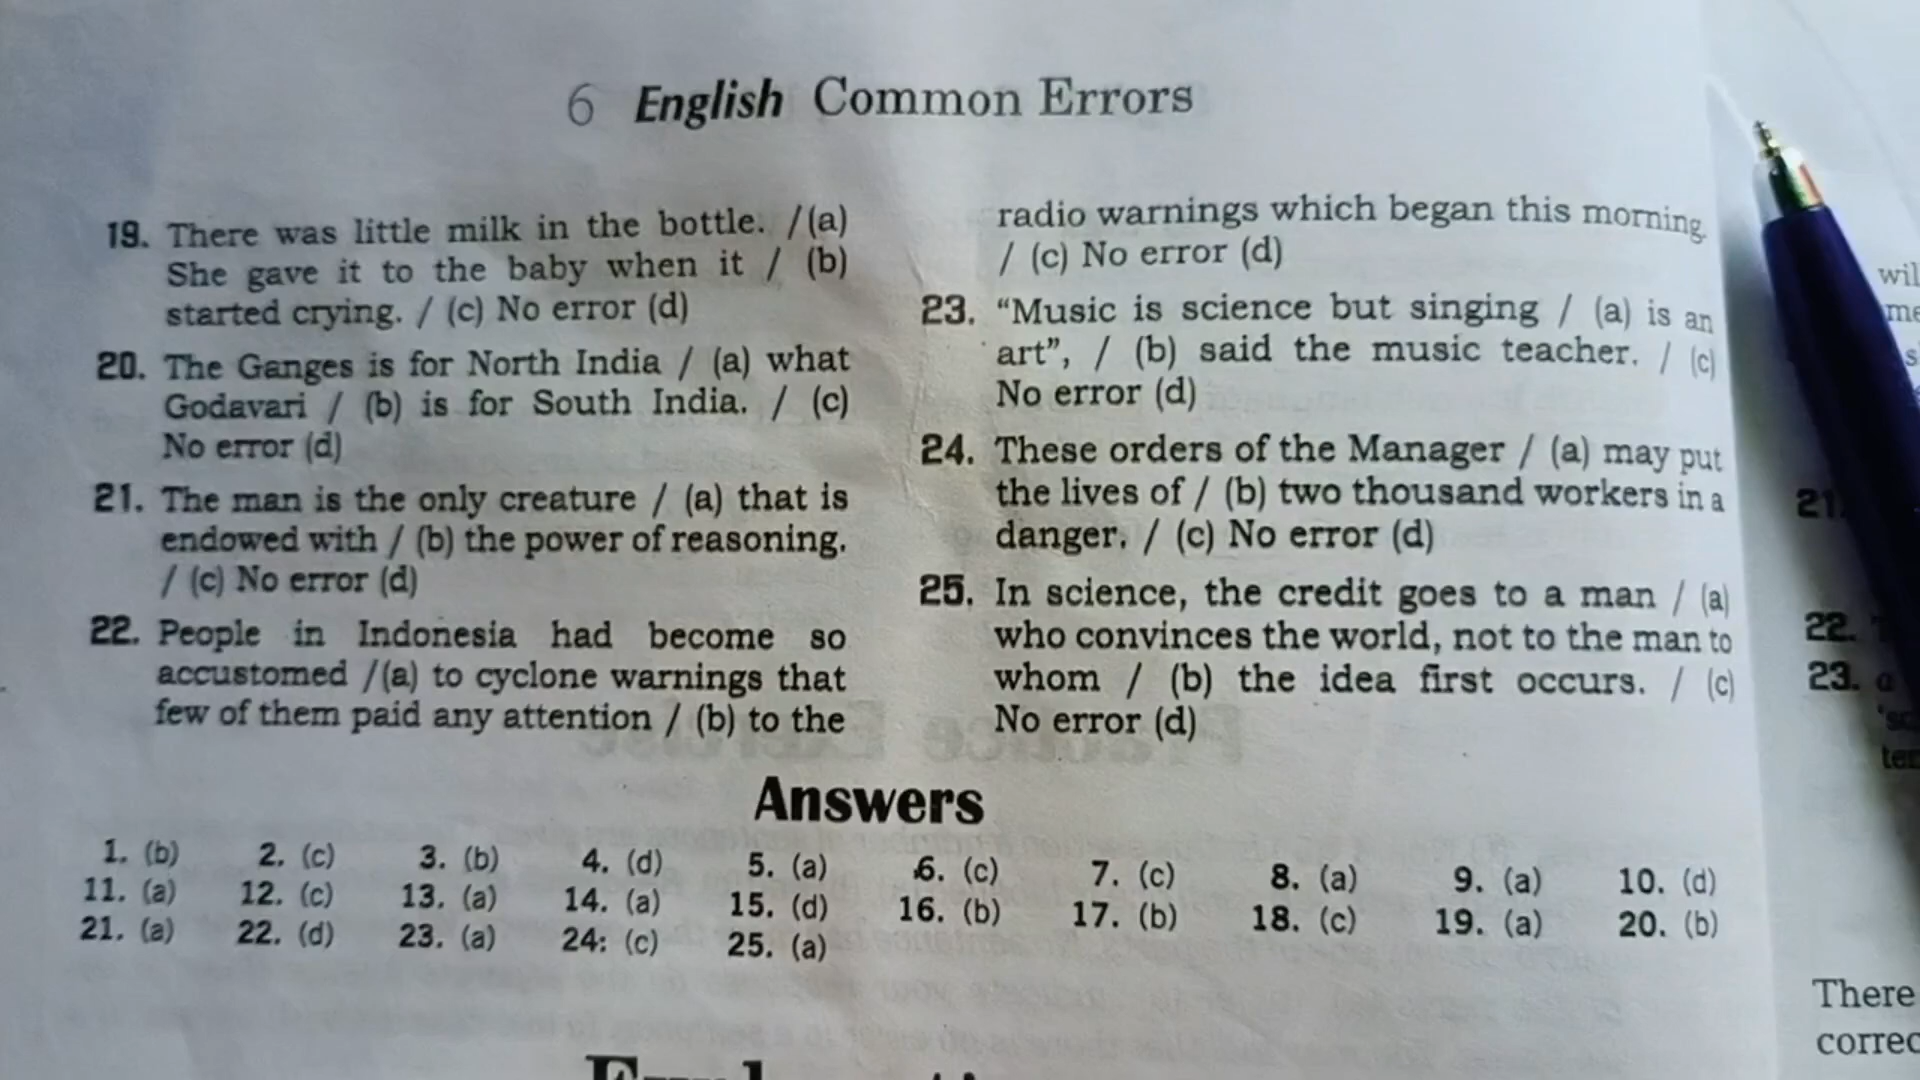 6 English Common Errors
19. There was little milk in the bottle. / (a)
She gave it to the baby when it / (b)
started crying. / (c) No error (d)
20. The Ganges is for North India / (a) what
Godavari / (b) is for South India. / (c)
No error (d)
21. The man is the only creature / (a) that is
endowed with / (b) the power of reasoning.
/ (c) No error (d)
22. People in Indonesia had become so
accustomed / (a) to cyclone warnings that
few of them paid any attention / (b) to the
radio warnings which began this morning.
/ (c) No error (d)
23. “Music is science but singing / (a) is an
art”, / (b) said the music teacher. / (c)
No error (d)
24. These orders of the Manager / (a) may put
the lives of / (b) two thousand workers in a
danger. / (c) No error (d)
25. In science, the credit goes to a man / (a)
who convinces the world, not to the man to
whom / (b) the idea first occurs. / (c)
No error (d)
Answers
1. (b) 2. (c) 3. (b) 4. (d) 5. (a) 6. (c) 7. (c) 8. (a) 9. (a) 10. (d)
11. (a) 12. (c) 13. (a) 14. (a) 15. (d) 16. (b) 17. (b) 18. (c) 19. (a) 20. (b)
21. (a) 22. (d) 23. (a) 24: (c) 25. (a)
21.
22.
23. a
There
correc